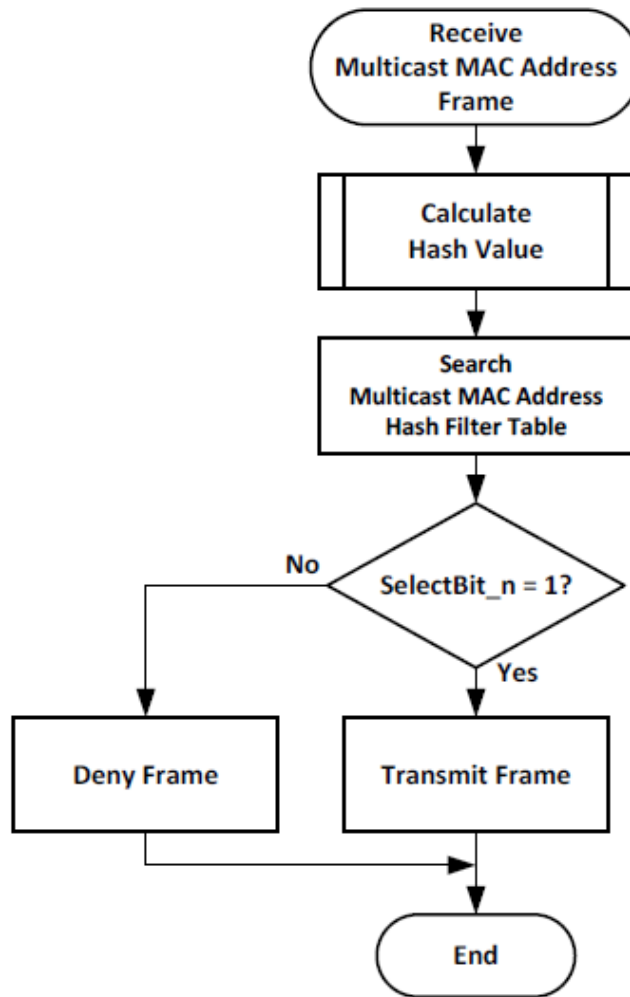 Receive
Multicast MAC Address
Frame
Calculate
Hash Value
Search
Multicast MAC Address
Hash Filter Table
No
SelectBit_n = 1?
Yes
Deny Frame
Transmit Frame
End